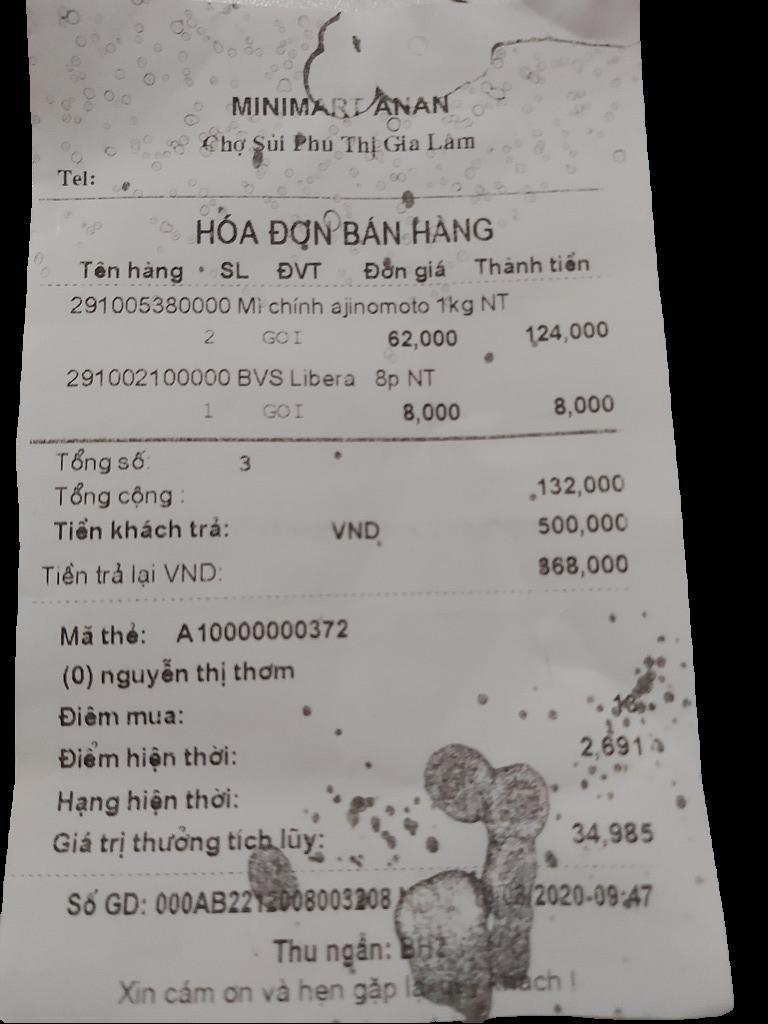 MINIMART ANAN
Chợ Sủi Phú Thị Gia Lâm
Tel:
HÓA ĐƠN BÁN HÀNG
Tên hàng SL ĐVT Đơn giá Thành tiền
291005380000 Mì chính ajinomoto 1kg NT
2 GOI 62,000 124,000
291002100000 BVS Libera 8p NT
1 GOI 8,000 8,000
Tổng số: 3
Tổng cộng : 132,000
Tiền khách trả: VND 500,000
Tiền trả lại VND: 368,000
Mã thẻ: A10000000372
(0) nguyễn thị thơm
Điểm mua:
Điểm hiện thời: 2,691
Hạng hiện thời:
Giá trị thưởng tích lũy: 34,985
Số GD: 000AB2212008003208 /2020-09:47
Thu ngân:
Xin cám ơn và hẹn gặp lại quý khách !